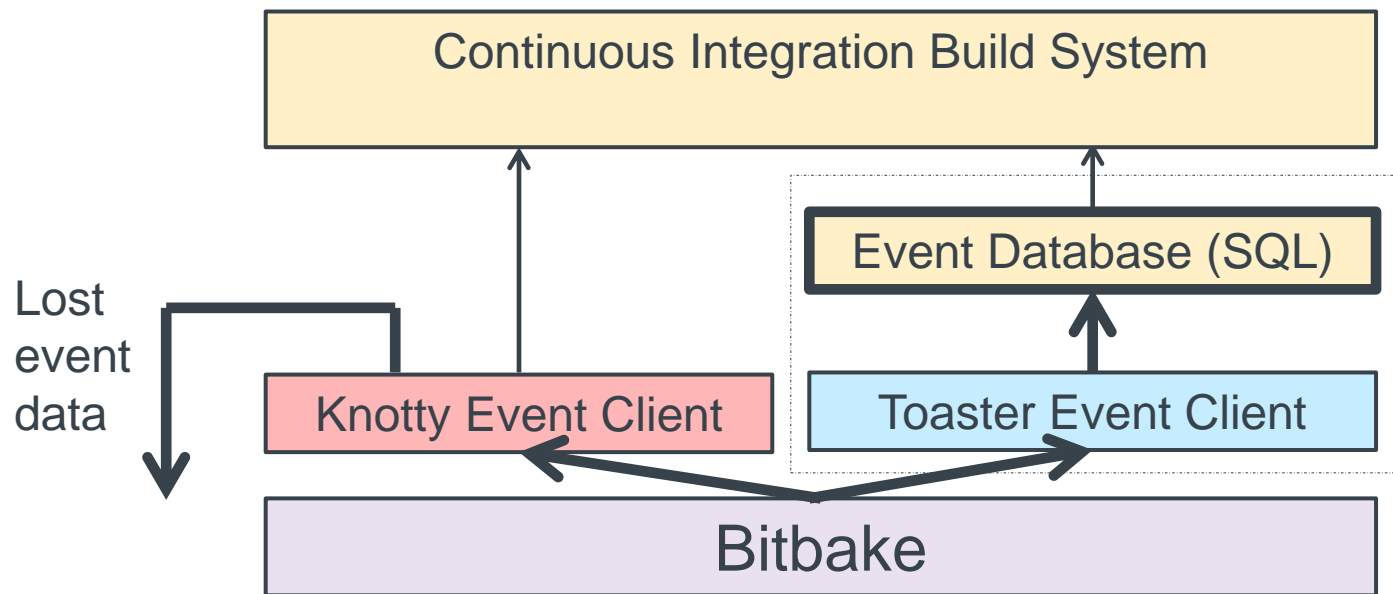 Continuous Integration Build System
Event Database (SQL)
Lost
event
data
Knotty Event Client
Toaster Event Client
Bitbake